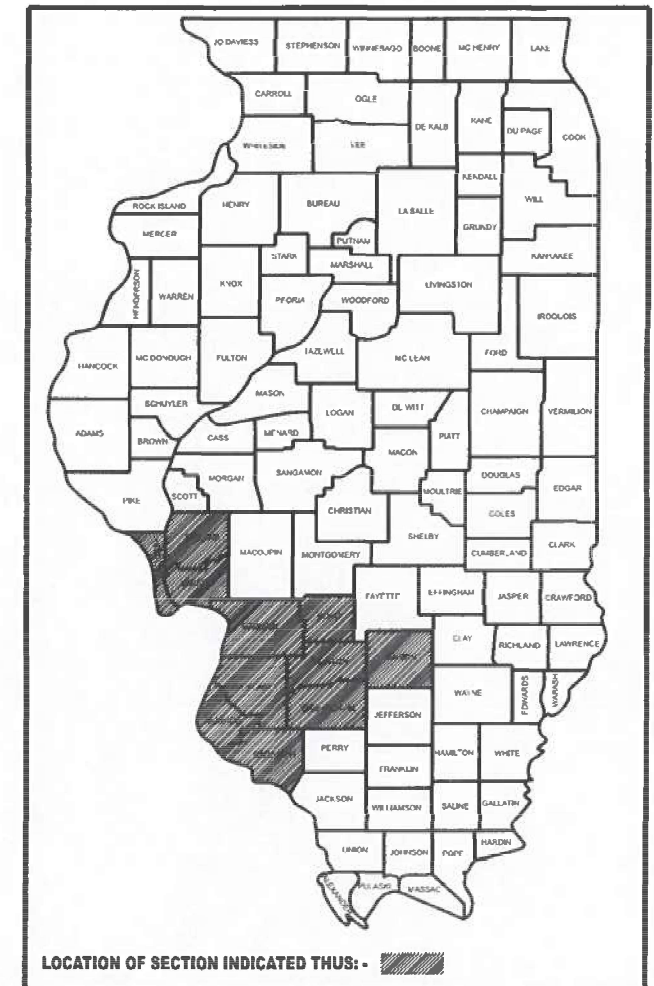 JO DAVIESS STEPHENSON WINNEBAGO BOONE MC HENRY LAKE
CARROLL OGLE DE KALB KANE DU PAGE COOK
WHITESIDE LEE
KENDALL WILL
ROCK ISLAND HENRY BUREAU LA SALLE
MERCER PUTNAM GRUNDY
STARK MARSHALL KANKAKEE
HENDERSON WARREN KNOX PEORIA WOODFORD LIVINGSTON
IROQUOIS
HANCOCK MC DONOUGH FULTON TAZEWELL MC LEAN FORD
MASON
SCHUYLER LOGAN DE WITT CHAMPAIGN VERMILION
ADAMS BROWN CASS MENARD PIATT
MACON
PIKE SCOTT MORGAN SANGAMON DOUGLAS EDGAR
MOULTRIE
CHRISTIAN COLES
MACOUPIN MONTGOMERY SHELBY CUMBERLAND CLARK
FAYETTE EFFINGHAM JASPER CRAWFORD
CLAY RICHLAND LAWRENCE
WAYNE EDWARDS WABASH
JEFFERSON
PERRY HAMILTON WHITE
FRANKLIN
JACKSON WILLIAMSON SALINE GALLATIN
UNION JOHNSON POPE HARDIN
ALEXANDER PULASKI MASSAC
LOCATION OF SECTION INDICATED THUS: -